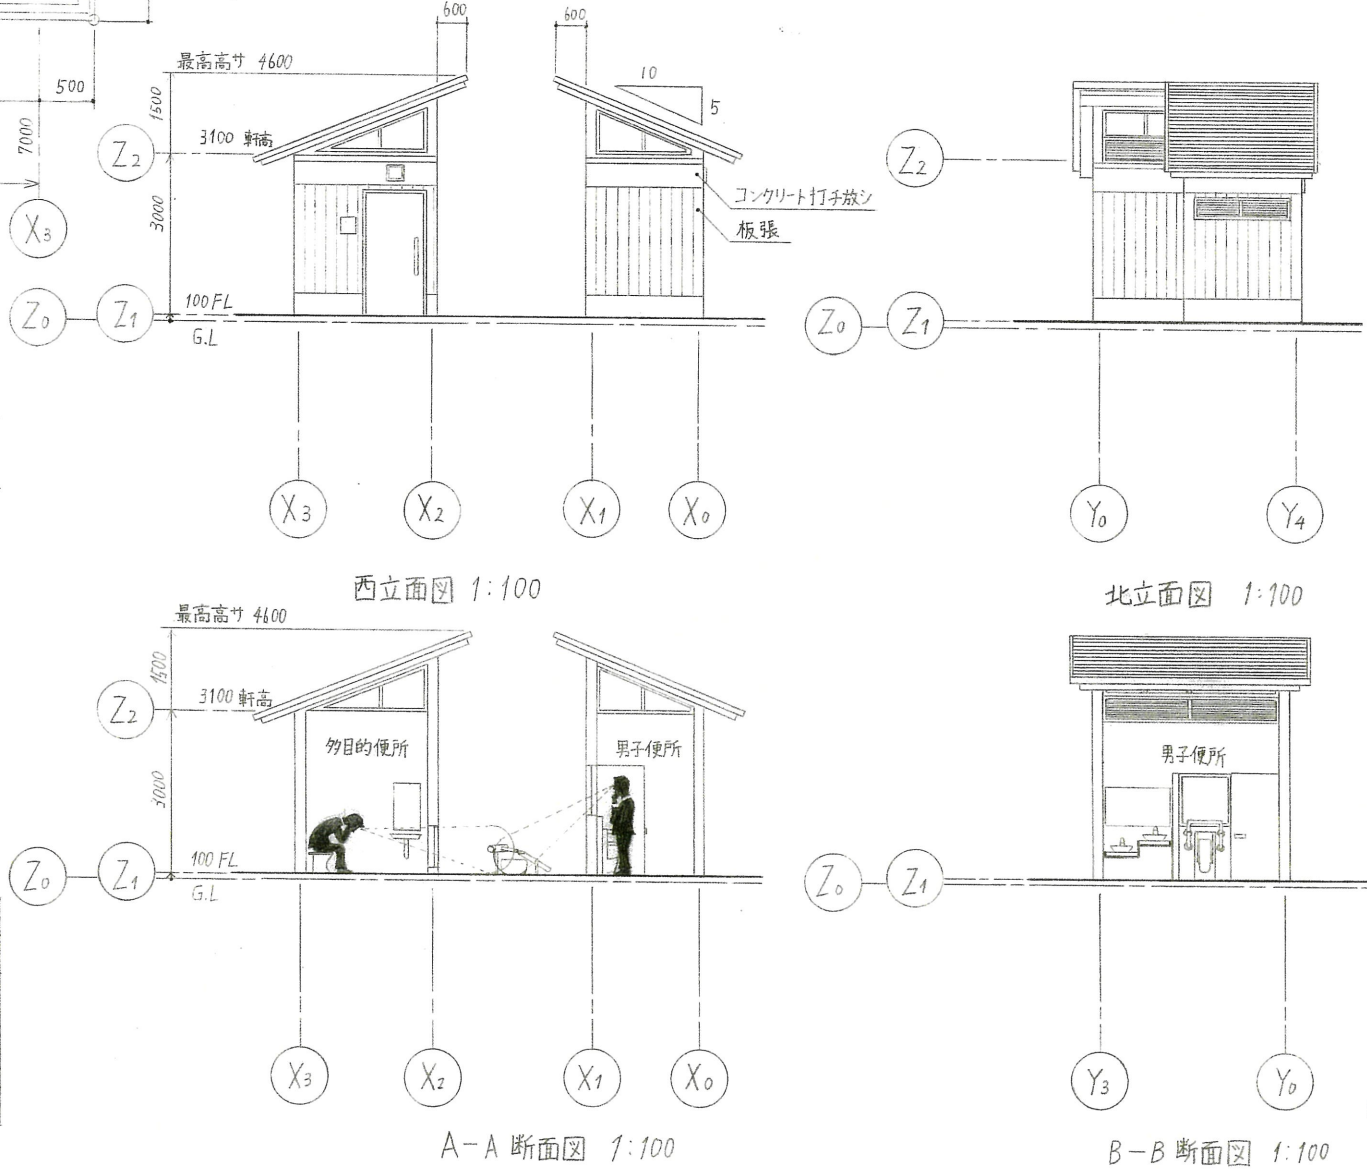 500
7000
X3
600
600
最高高サ 4600
10
5
1500
3100 軒高
Z2
Z2
コンクリート打チ放シ
板張
3000
100 FL
Z0
Z1
G.L
Z0
Z1
X3
X2
X1
X0
Y0
Y4
西立面図 1:100
北立面図 1:100
最高高サ 4600
1500
3100 軒高
Z2
多目的便所
男子便所
男子便所
3000
100 FL
Z0
Z1
G.L
Z0
Z1
X3
X2
X1
X0
Y3
Y0
A-A 断面図 1:100
B-B 断面図 1:100